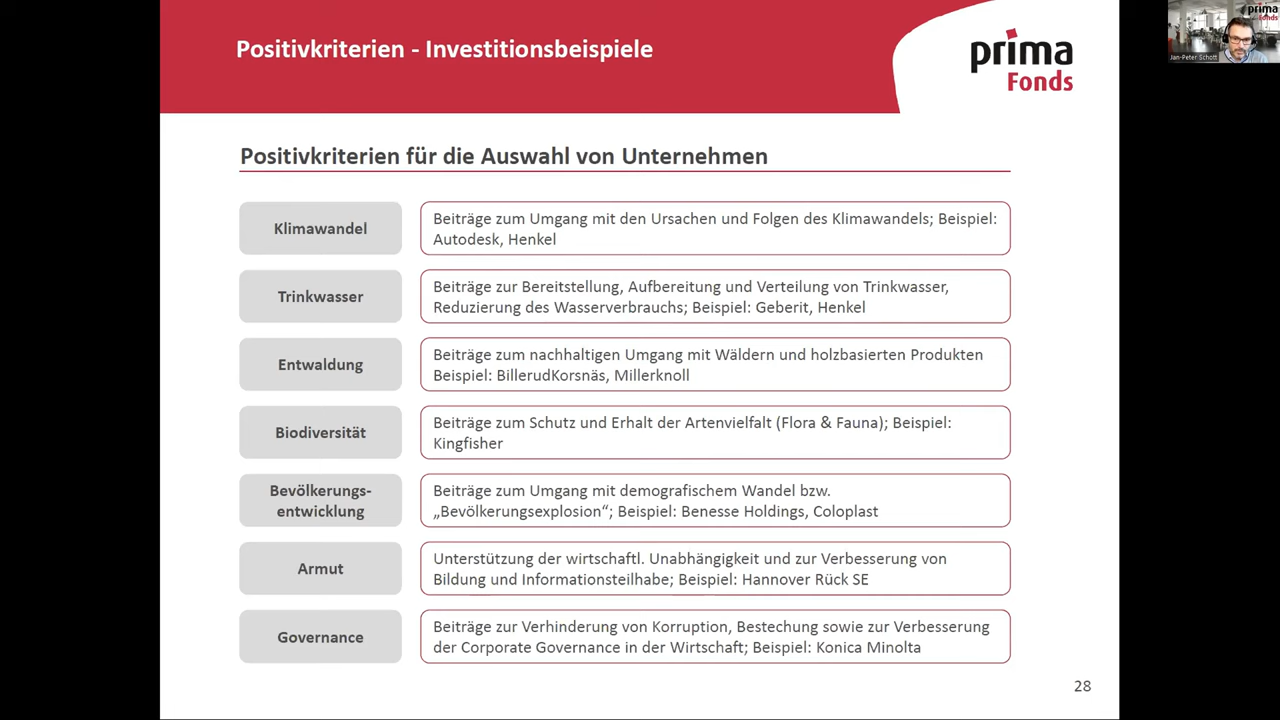 Positivkriterien - Investitionsbeispiele
prima
Fonds
prima
Fonds
Jan-Peter Schott
Positivkriterien für die Auswahl von Unternehmen
Klimawandel
Beiträge zum Umgang mit den Ursachen und Folgen des Klimawandels; Beispiel:
Autodesk, Henkel
Trinkwasser
Beiträge zur Bereitstellung, Aufbereitung und Verteilung von Trinkwasser,
Reduzierung des Wasserverbrauchs; Beispiel: Geberit, Henkel
Entwaldung
Beiträge zum nachhaltigen Umgang mit Wäldern und holzbasierten Produkten
Beispiel: BillerudKorsnäs, Millerknoll
Biodiversität
Beiträge zum Schutz und Erhalt der Artenvielfalt (Flora & Fauna); Beispiel:
Kingfisher
Bevölkerungs-
entwicklung
Beiträge zum Umgang mit demografischem Wandel bzw.
„Bevölkerungsexplosion“; Beispiel: Benesse Holdings, Coloplast
Armut
Unterstützung der wirtschaftl. Unabhängigkeit und zur Verbesserung von
Bildung und Informationsteilhabe; Beispiel: Hannover Rück SE
Governance
Beiträge zur Verhinderung von Korruption, Bestechung sowie zur Verbesserung
der Corporate Governance in der Wirtschaft; Beispiel: Konica Minolta
28